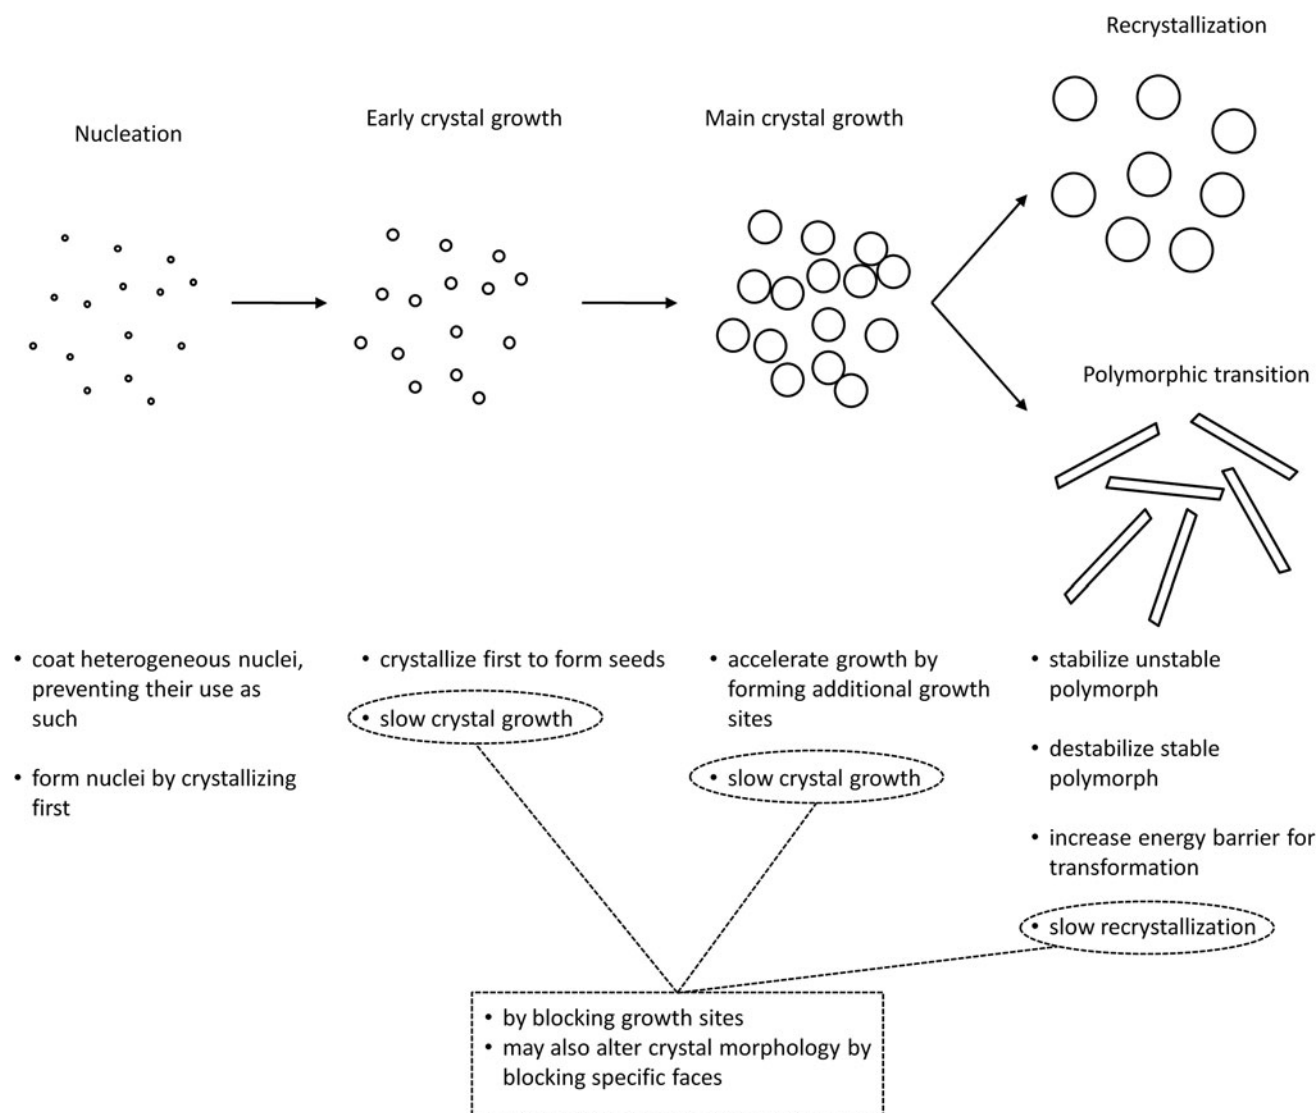 Recrystallization
Nucleation
Early crystal growth
Main crystal growth
Polymorphic transition
• coat heterogeneous nuclei,
preventing their use as
such
• form nuclei by crystallizing
first
• crystallize first to form seeds
• slow crystal growth
• accelerate growth by
forming additional growth
sites
• slow crystal growth
• stabilize unstable
polymorph
• destabilize stable
polymorph
• increase energy barrier for
transformation
• slow recrystallization
• by blocking growth sites
• may also alter crystal morphology by
blocking specific faces